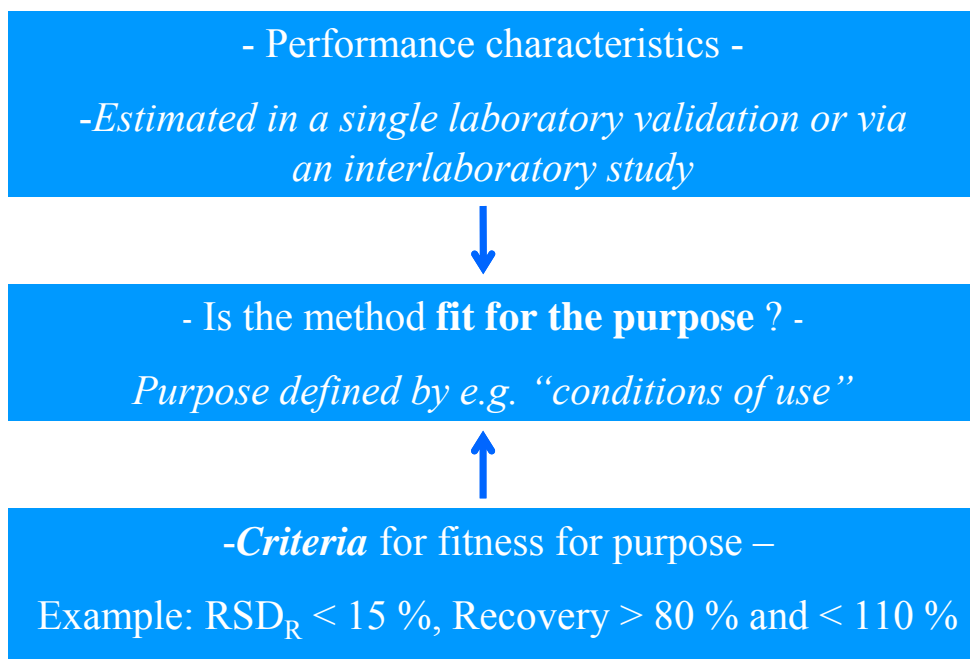 - Performance characteristics -
-Estimated in a single laboratory validation or via
an interlaboratory study
- Is the method fit for the purpose ? -
Purpose defined by e.g. “conditions of use”
-Criteria for fitness for purpose –
Example: RSDR < 15 %, Recovery > 80 % and < 110 %